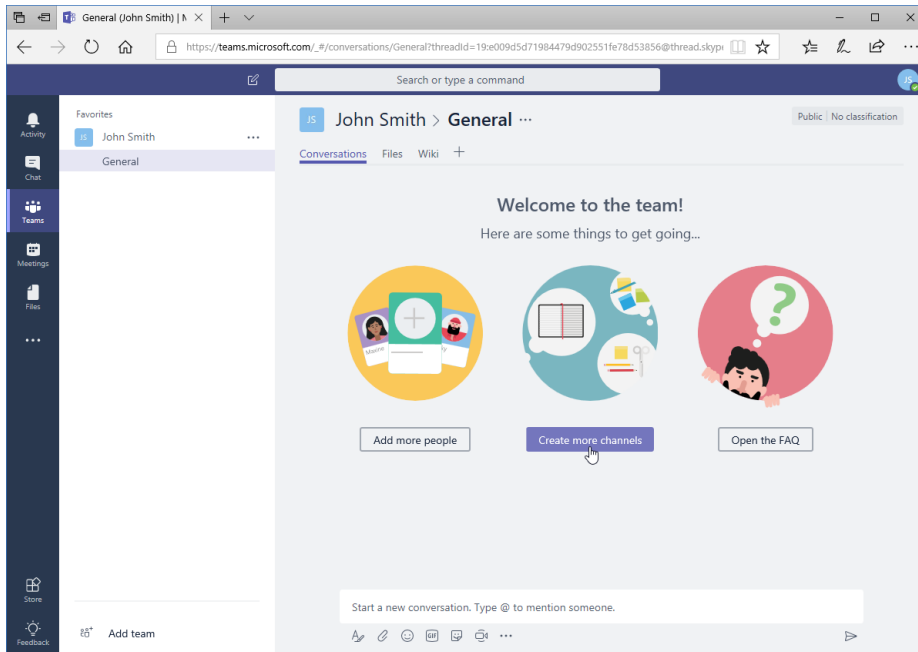 General (John Smith) | M
https://teams.microsoft.com/_#/conversations/General?threadId=19:e009d5d71984479d902551fe78d53856@thread.skype
Search or type a command
JS
Activity
Chat
Teams
Meetings
Files
Store
Feedback
Favorites
JS John Smith
General
Add team
JS John Smith > General
Public | No classification
Conversations Files Wiki
Welcome to the team!
Here are some things to get going...
Maxine
Add more people
Create more channels
Open the FAQ
Start a new conversation. Type @ to mention someone.
GIF